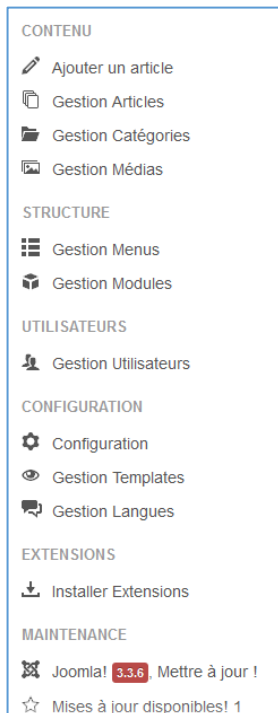 CONTENU
Ajouter un article
Gestion Articles
Gestion Catégories
Gestion Médias
STRUCTURE
Gestion Menus
Gestion Modules
UTILISATEURS
Gestion Utilisateurs
CONFIGURATION
Configuration
Gestion Templates
Gestion Langues
EXTENSIONS
Installer Extensions
MAINTENANCE
Joomla! 3.3.6, Mettre à jour !
Mises à jour disponibles! 1